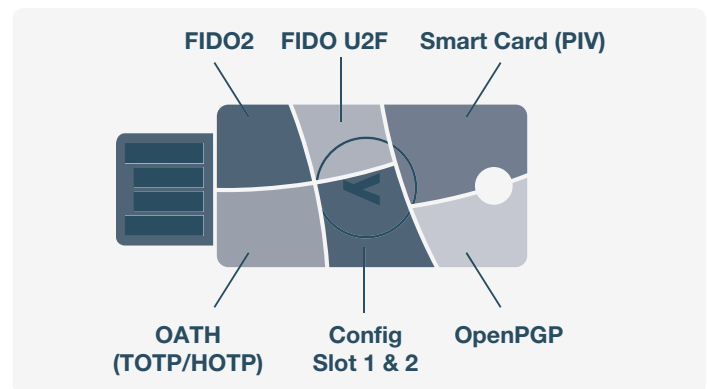 FIDO2 FIDO U2F Smart Card (PIV)
Y
OATH Config OpenPGP
(TOTP/HOTP) Slot 1 & 2